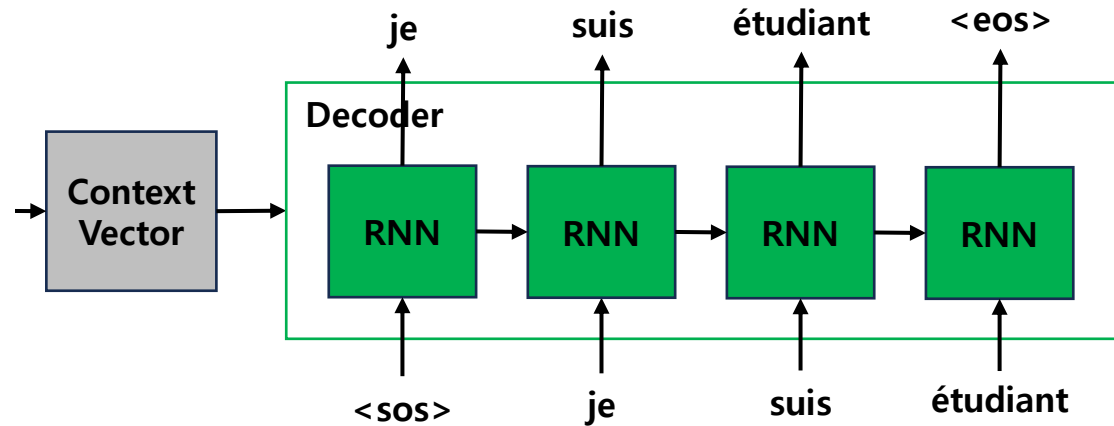 je suis étudiant <eos>
Decoder
Context
Vector
RNN RNN RNN RNN
<sos> je suis étudiant